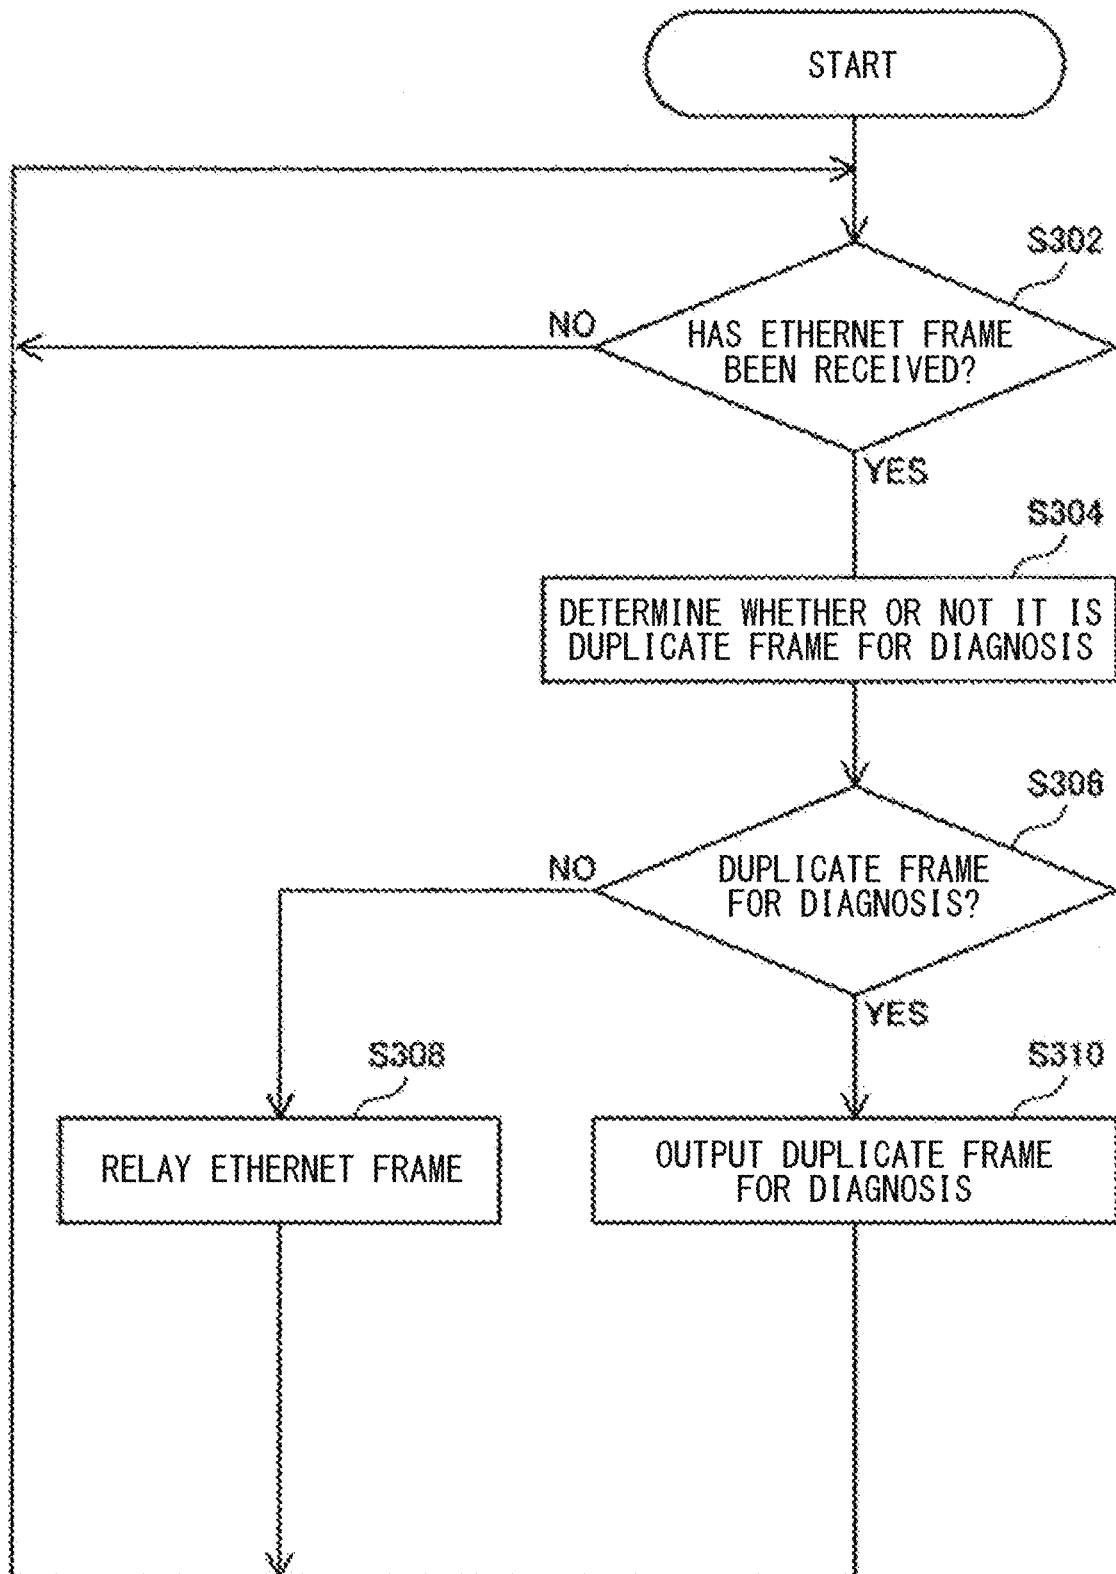 START
S302
NO
HAS ETHERNET FRAME
BEEN RECEIVED?
YES
S304
DETERMINE WHETHER OR NOT IT IS
DUPLICATE FRAME FOR DIAGNOSIS
S306
NO
DUPLICATE FRAME
FOR DIAGNOSIS?
YES
S308
S310
RELAY ETHERNET FRAME
OUTPUT DUPLICATE FRAME
FOR DIAGNOSIS